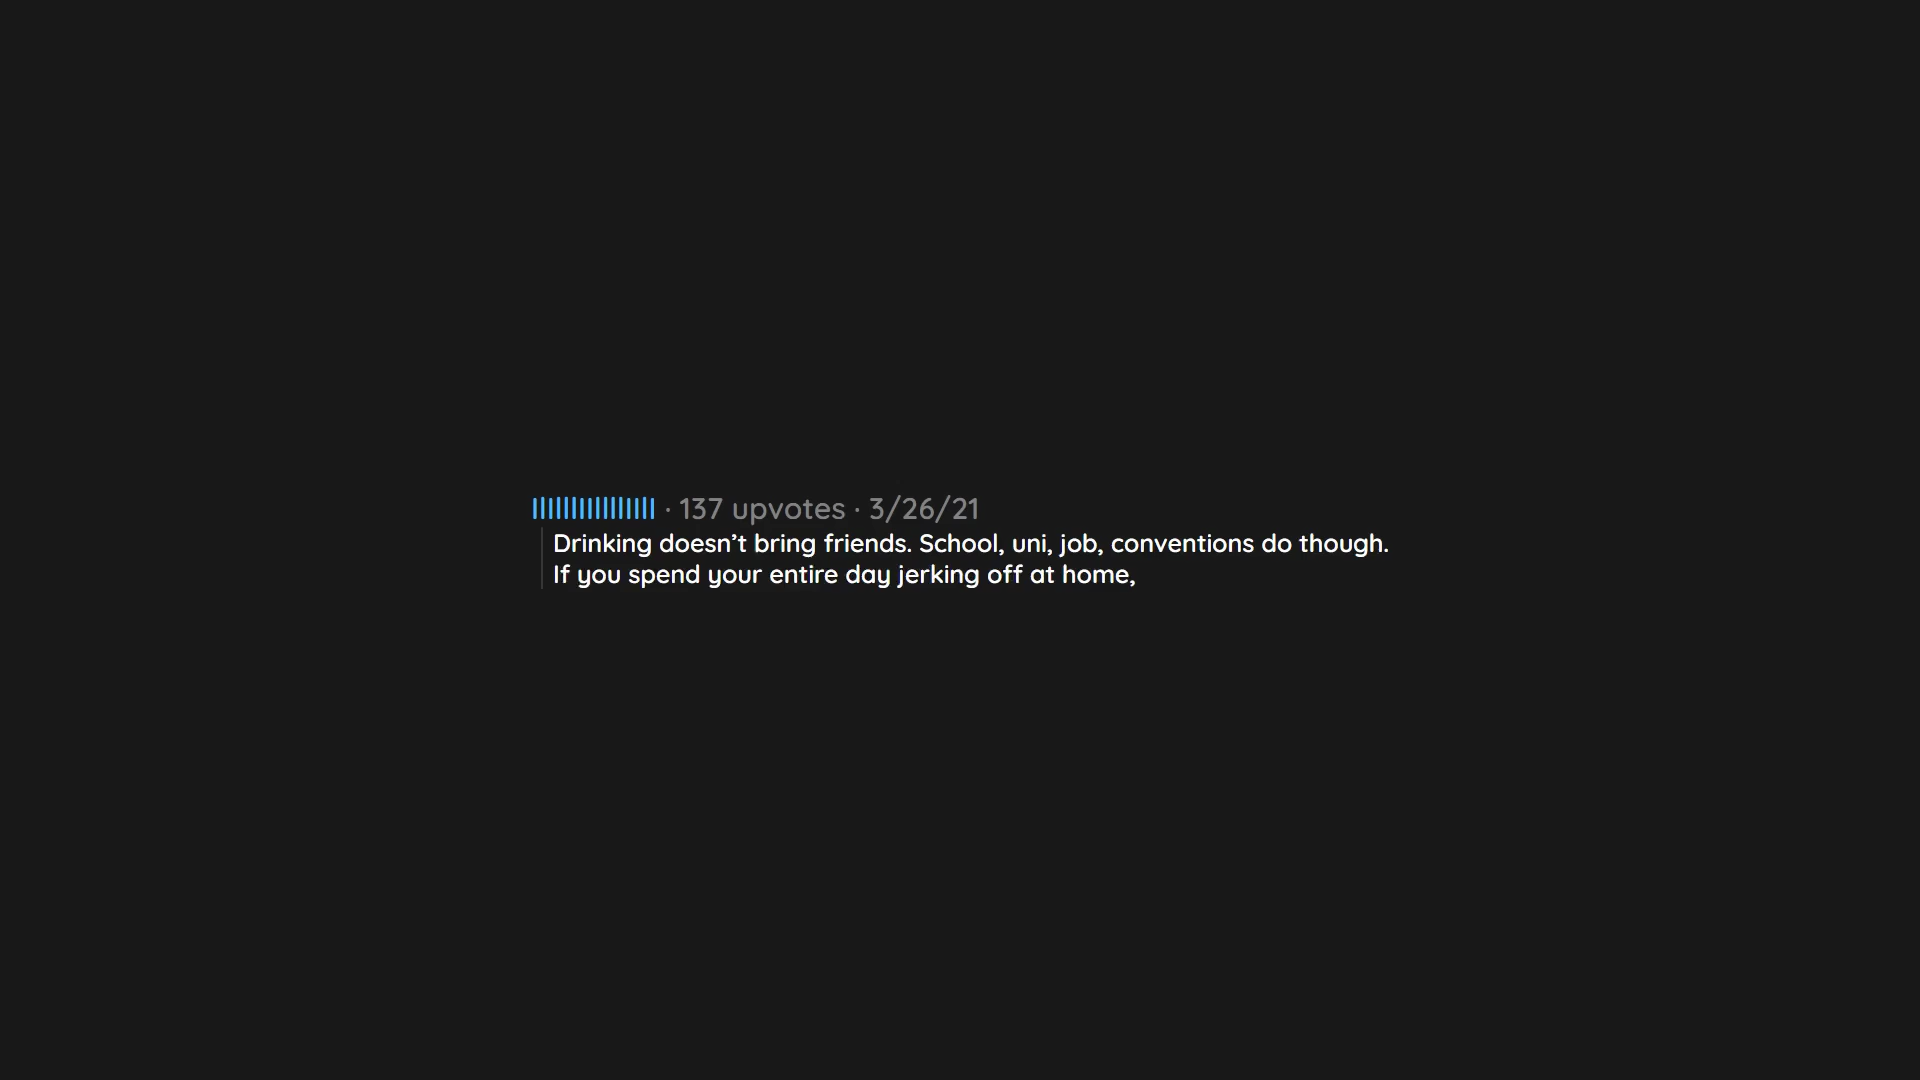 llllllllllllllll · 137 upvotes · 3/26/21
Drinking doesn’t bring friends. School, uni, job, conventions do though.
If you spend your entire day jerking off at home,